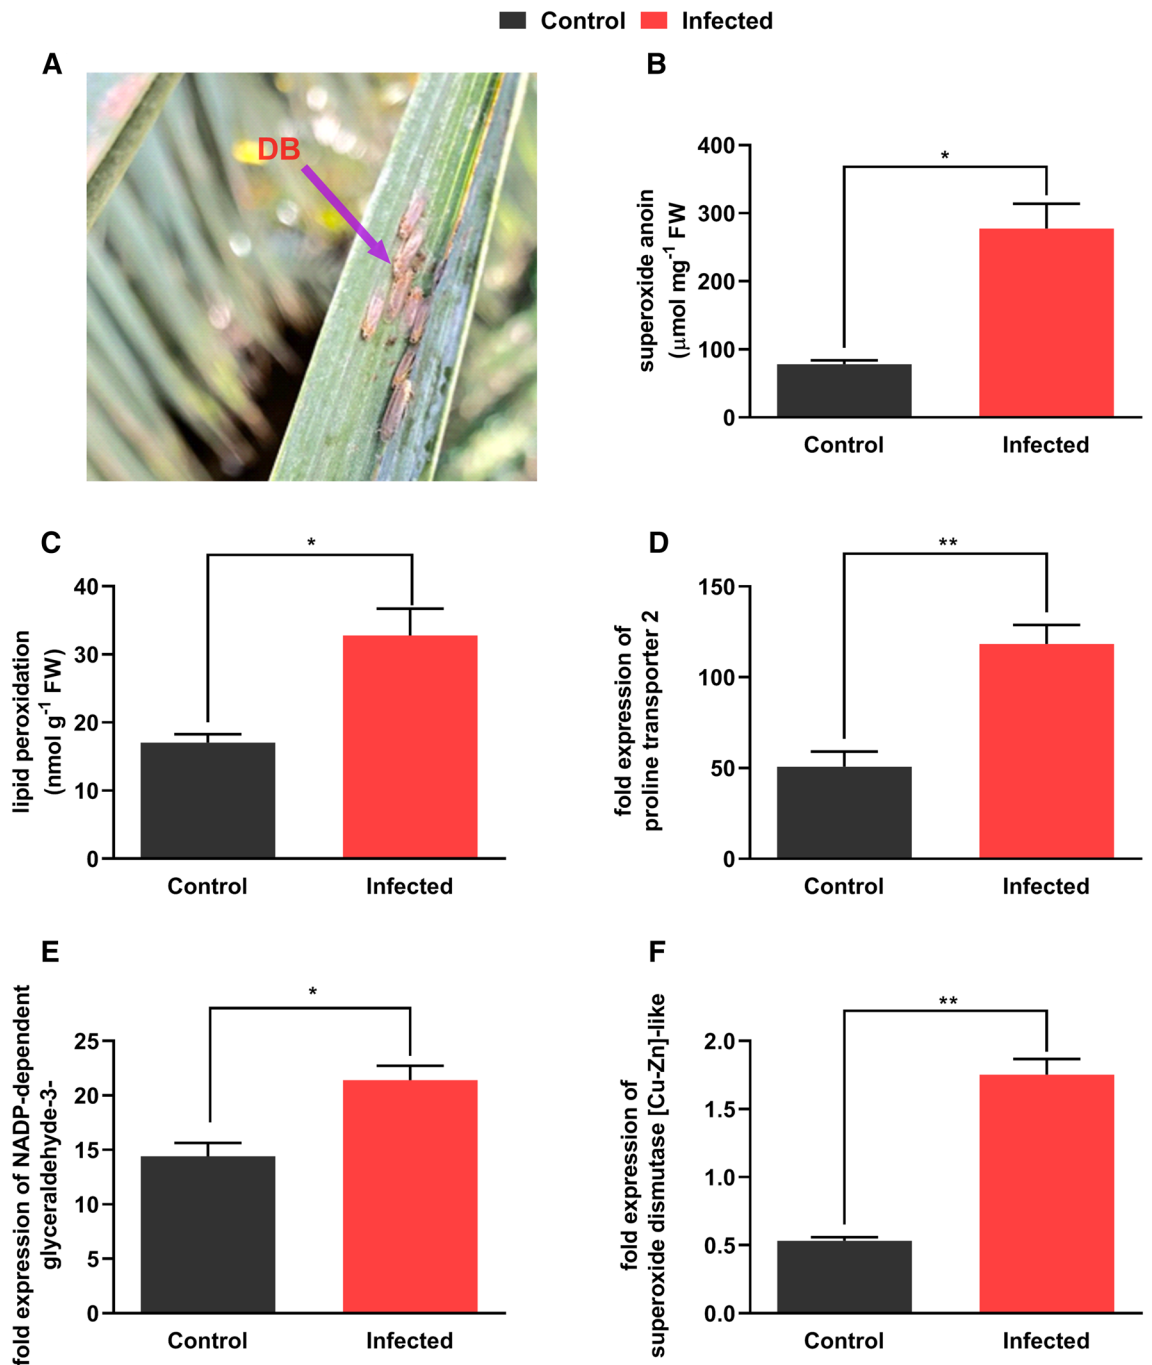 Control Infected
A
DB
B
superoxide anoin
(μmol mg⁻¹ FW
400
300
200
100
0
*
Control Infected
C
lipid peroxidation
(nmol g⁻¹ FW)
40
30
20
10
0
*
Control Infected
D
fold expression of
proline transporter 2
150
100
50
0
**
Control Infected
E
fold expression of NADP-dependent
glyceraldehyde-3-
25
20
15
10
5
0
*
Control Infected
F
fold expression of
superoxide dismutase [Cu-Zn]-like
2.0
1.5
1.0
0.5
0.0
**
Control Infected